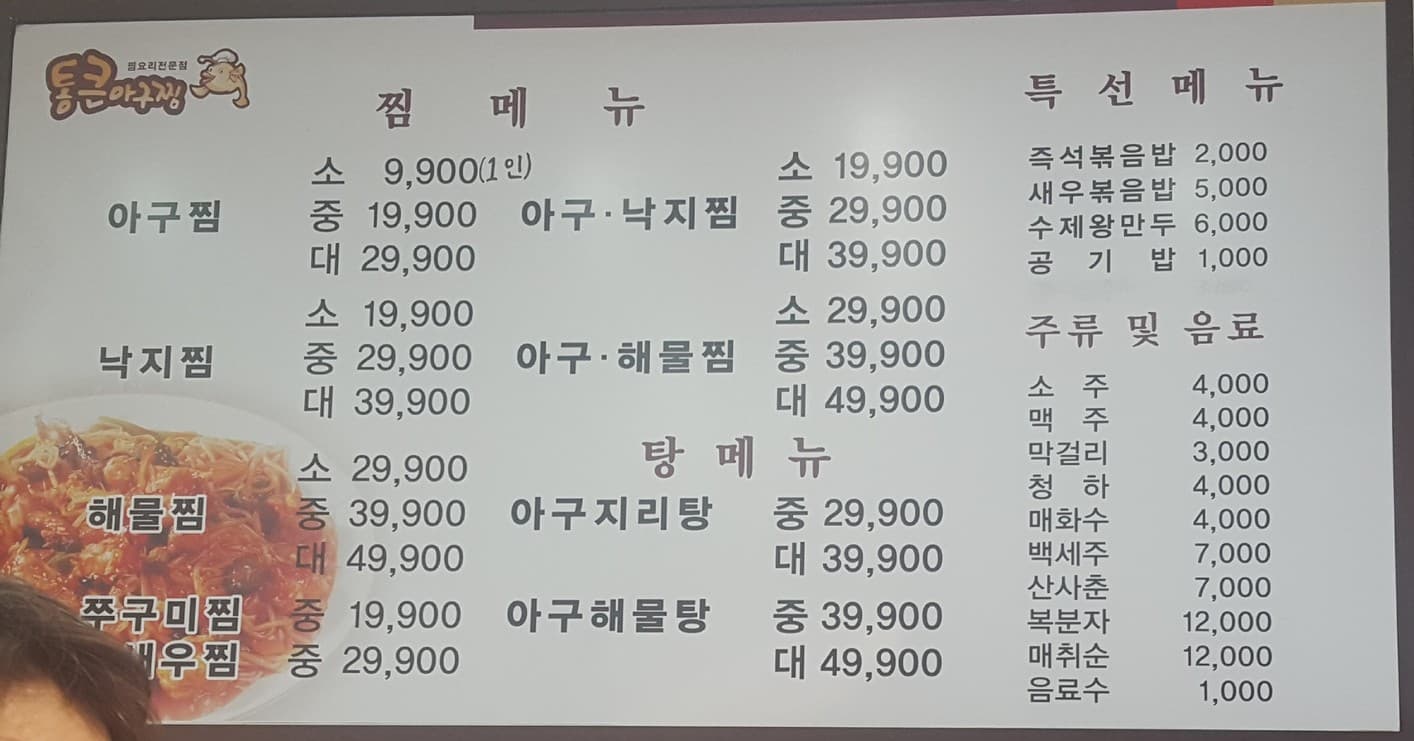 찜요리전문점
통큰아구찜
찜 메 뉴
소 9,900(1인)
아구찜 중 19,900
대 29,900
소 19,900
낙지찜 중 29,900
대 39,900
소 29,900
해물찜 중 39,900
대 49,900
쭈구미찜 중 19,900
새우찜 중 29,900
소 19,900
아구·낙지찜 중 29,900
대 39,900
소 29,900
아구·해물찜 중 39,900
대 49,900
탕 메 뉴
아구지리탕 중 29,900
대 39,900
아구해물탕 중 39,900
대 49,900
특 선 메 뉴
즉석볶음밥 2,000
새우볶음밥 5,000
수제왕만두 6,000
공 기 밥 1,000
주류 및 음료
소 주 4,000
맥 주 4,000
막걸리 3,000
청 하 4,000
매화수 4,000
백세주 7,000
산사춘 7,000
복분자 12,000
매취순 12,000
음료수 1,000